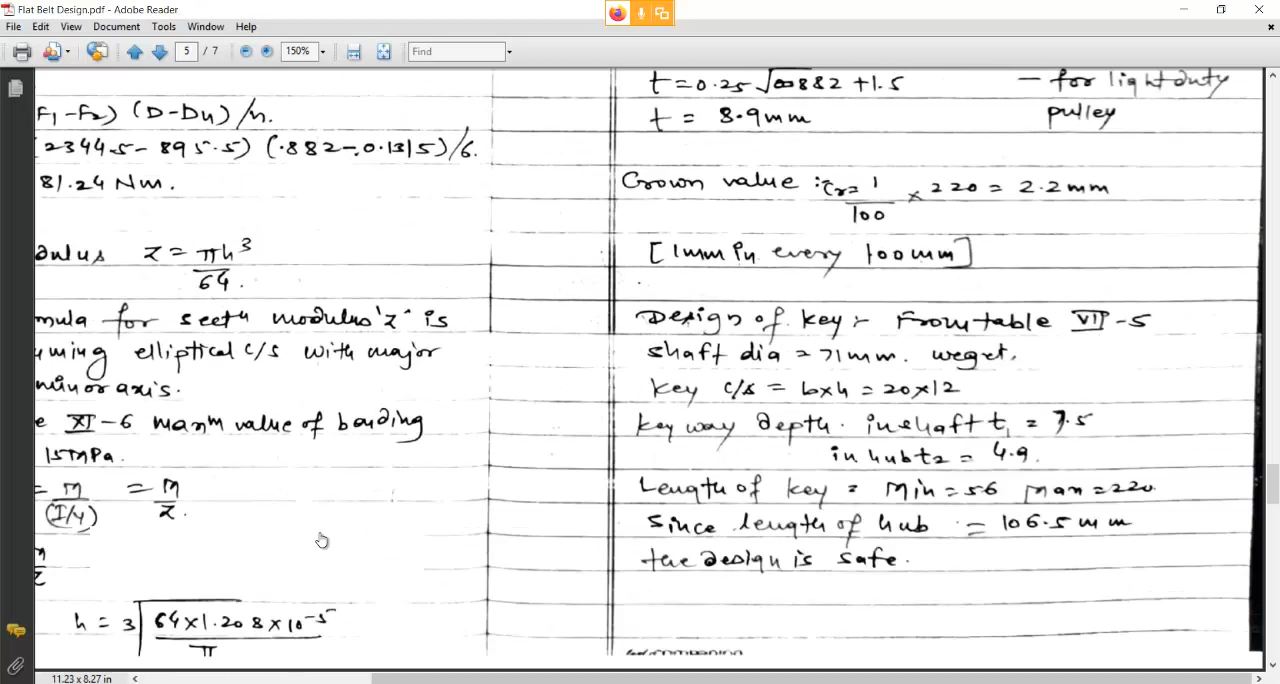 Flat Belt Design.pdf - Adobe Reader
File Edit View Document Tools Window Help
5 / 7 150% Find
F1-F2) (D-DH)/n.
(2344.5-895.5) (.882-0.1315)/6.
81.24 Nm.
dulus Z = πh3
64.
mula for secth modulus 'z' is
uming elliptical c/s with major
minor axis.
e XI-6 maxm value of bending
15MPa.
= M = M
(I/y) Z.
M
Z
h = 3√ 64×1.208×10-5
π
t = 0.25 √ 882 + 1.5 - for light duty
t = 8.9mm pulley
Crown value : 1 × 220 = 2.2mm
100
[1mm in every 100mm]
Design of key :- From table VII-5
shaft dia = 71mm. we get,
key c/s = b×h = 20×12
key way depth. in shaft t1 = 7.5
in hub t2 = 4.9.
Length of key = Min = 56 Max = 220
since length of hub = 106.5 mm
the design is safe.
11.23 x 8.27 in